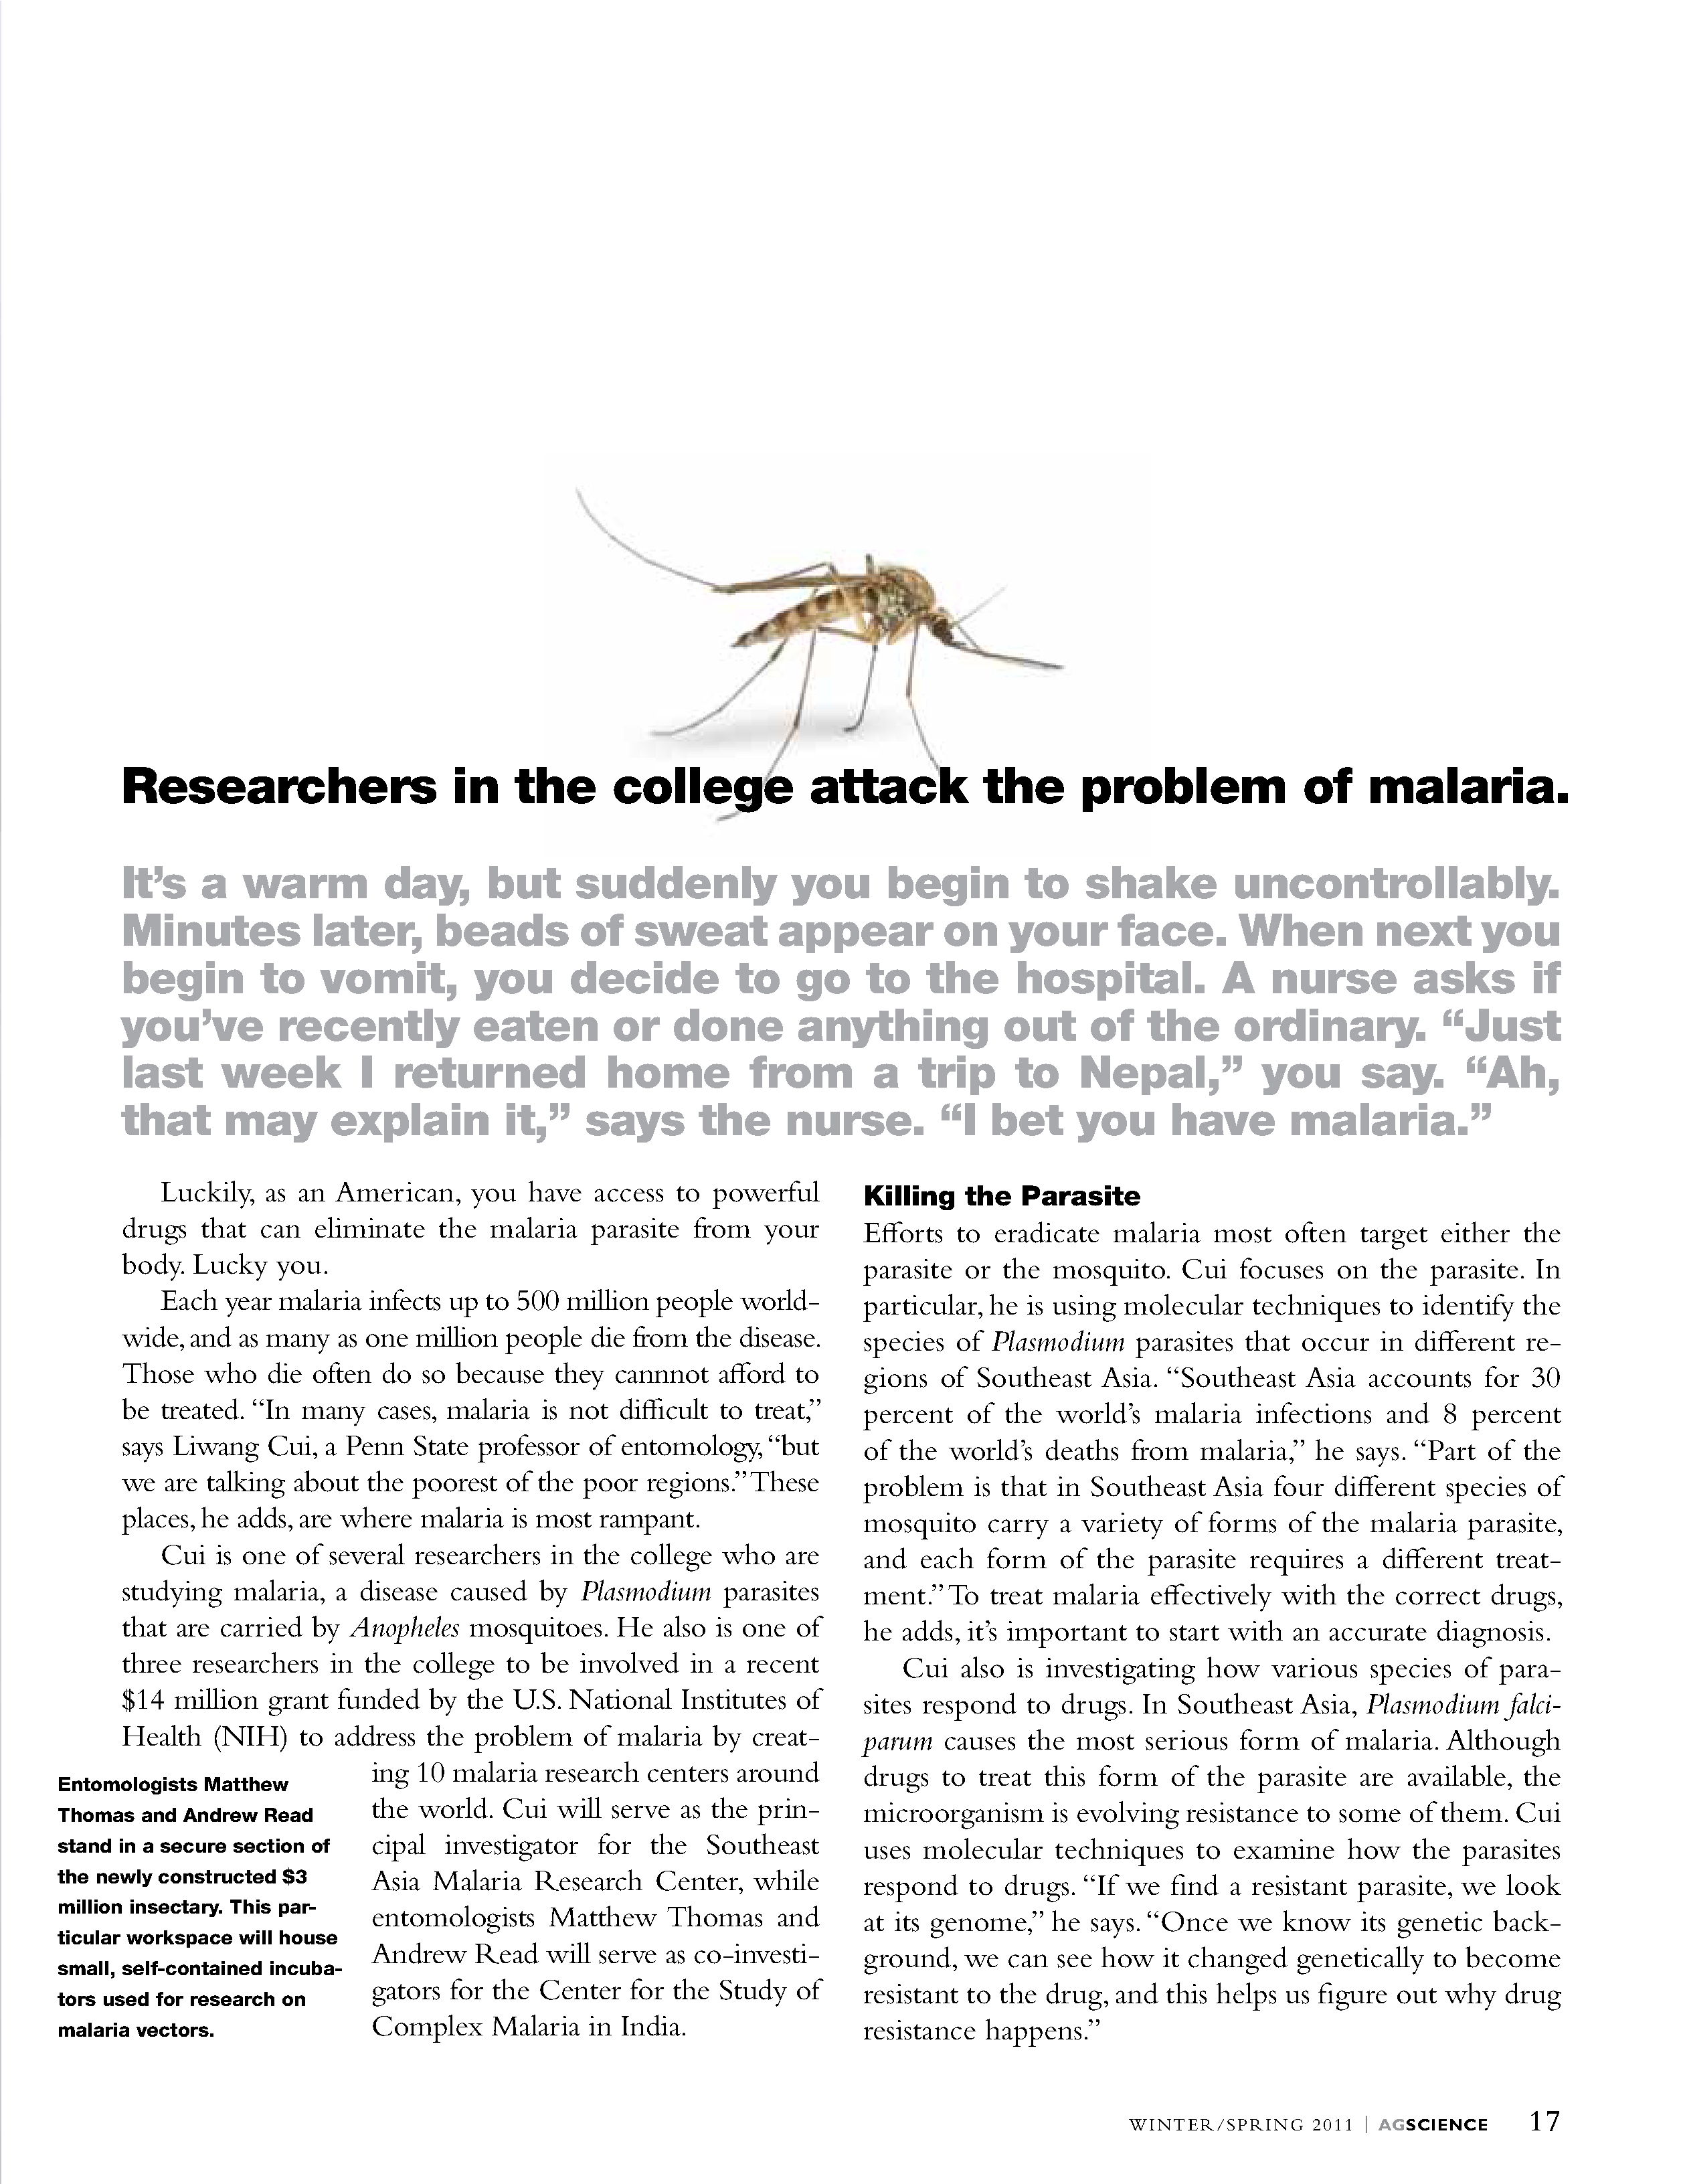 Researchers in the college attack the problem of malaria.
It’s a warm day, but suddenly you begin to shake uncontrollably.
Minutes later, beads of sweat appear on your face. When next you
begin to vomit, you decide to go to the hospital. A nurse asks if
you’ve recently eaten or done anything out of the ordinary. “Just
last week I returned home from a trip to Nepal,” you say. “Ah,
that may explain it,” says the nurse. “I bet you have malaria.”
Luckily, as an American, you have access to powerful
drugs that can eliminate the malaria parasite from your
body. Lucky you.
Each year malaria infects up to 500 million people world-
wide, and as many as one million people die from the disease.
Those who die often do so because they cannnot afford to
be treated. “In many cases, malaria is not difficult to treat,”
says Liwang Cui, a Penn State professor of entomology, “but
we are talking about the poorest of the poor regions.” These
places, he adds, are where malaria is most rampant.
Cui is one of several researchers in the college who are
studying malaria, a disease caused by Plasmodium parasites
that are carried by Anopheles mosquitoes. He also is one of
three researchers in the college to be involved in a recent
$14 million grant funded by the U.S. National Institutes of
Health (NIH) to address the problem of malaria by creat-
ing 10 malaria research centers around
the world. Cui will serve as the prin-
cipal investigator for the Southeast
Asia Malaria Research Center, while
entomologists Matthew Thomas and
Andrew Read will serve as co-investi-
gators for the Center for the Study of
Complex Malaria in India.
Entomologists Matthew
Thomas and Andrew Read
stand in a secure section of
the newly constructed $3
million insectary. This par-
ticular workspace will house
small, self-contained incuba-
tors used for research on
malaria vectors.
Killing the Parasite
Efforts to eradicate malaria most often target either the
parasite or the mosquito. Cui focuses on the parasite. In
particular, he is using molecular techniques to identify the
species of Plasmodium parasites that occur in different re-
gions of Southeast Asia. “Southeast Asia accounts for 30
percent of the world’s malaria infections and 8 percent
of the world’s deaths from malaria,” he says. “Part of the
problem is that in Southeast Asia four different species of
mosquito carry a variety of forms of the malaria parasite,
and each form of the parasite requires a different treat-
ment.” To treat malaria effectively with the correct drugs,
he adds, it’s important to start with an accurate diagnosis.
Cui also is investigating how various species of para-
sites respond to drugs. In Southeast Asia, Plasmodium falci-
parum causes the most serious form of malaria. Although
drugs to treat this form of the parasite are available, the
microorganism is evolving resistance to some of them. Cui
uses molecular techniques to examine how the parasites
respond to drugs. “If we find a resistant parasite, we look
at its genome,” he says. “Once we know its genetic back-
ground, we can see how it changed genetically to become
resistant to the drug, and this helps us figure out why drug
resistance happens.”
WINTER/SPRING 2011 | AGSCIENCE 17